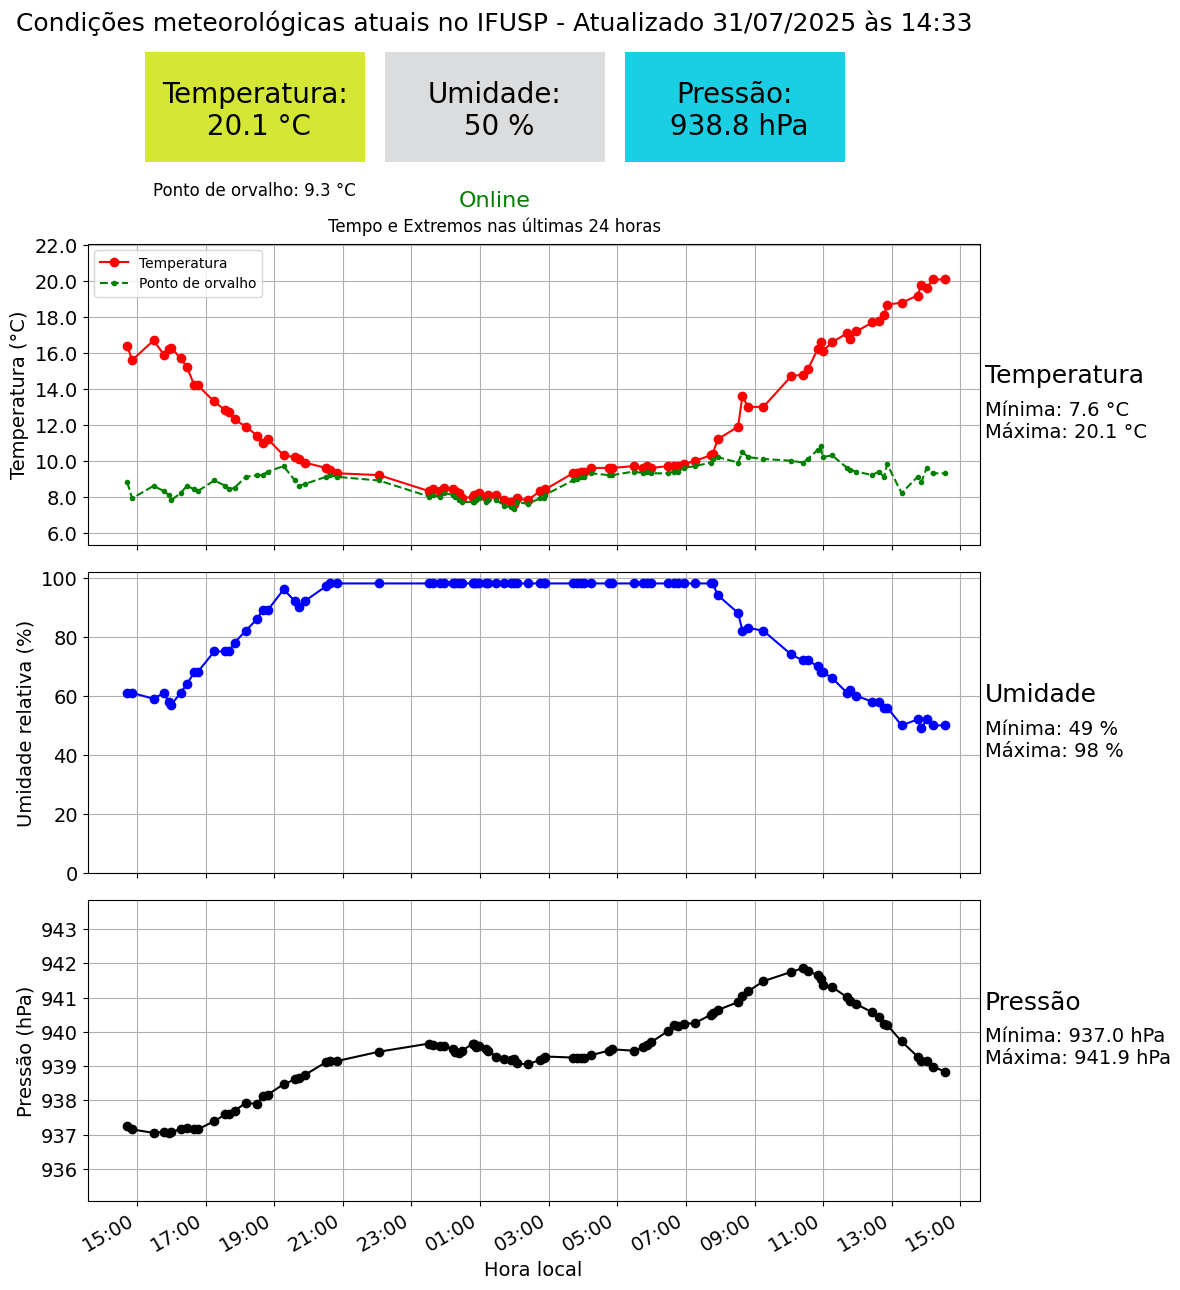 Condições meteorológicas atuais no IFUSP - Atualizado 31/07/2025 às 14:33
Temperatura:
20.1 °C
Umidade:
50 %
Pressão:
938.8 hPa
Ponto de orvalho: 9.3 °C
Online
Tempo e Extremos nas últimas 24 horas
Temperatura (°C)
22.0
20.0
18.0
16.0
14.0
12.0
10.0
8.0
6.0
Temperatura
Ponto de orvalho
Temperatura
Mínima: 7.6 °C
Máxima: 20.1 °C
Umidade relativa (%)
100
80
60
40
20
0
Umidade
Mínima: 49 %
Máxima: 98 %
Pressão (hPa)
943
942
941
940
939
938
937
936
Pressão
Mínima: 937.0 hPa
Máxima: 941.9 hPa
15:00
17:00
19:00
21:00
23:00
01:00
03:00
05:00
07:00
09:00
11:00
13:00
15:00
Hora local